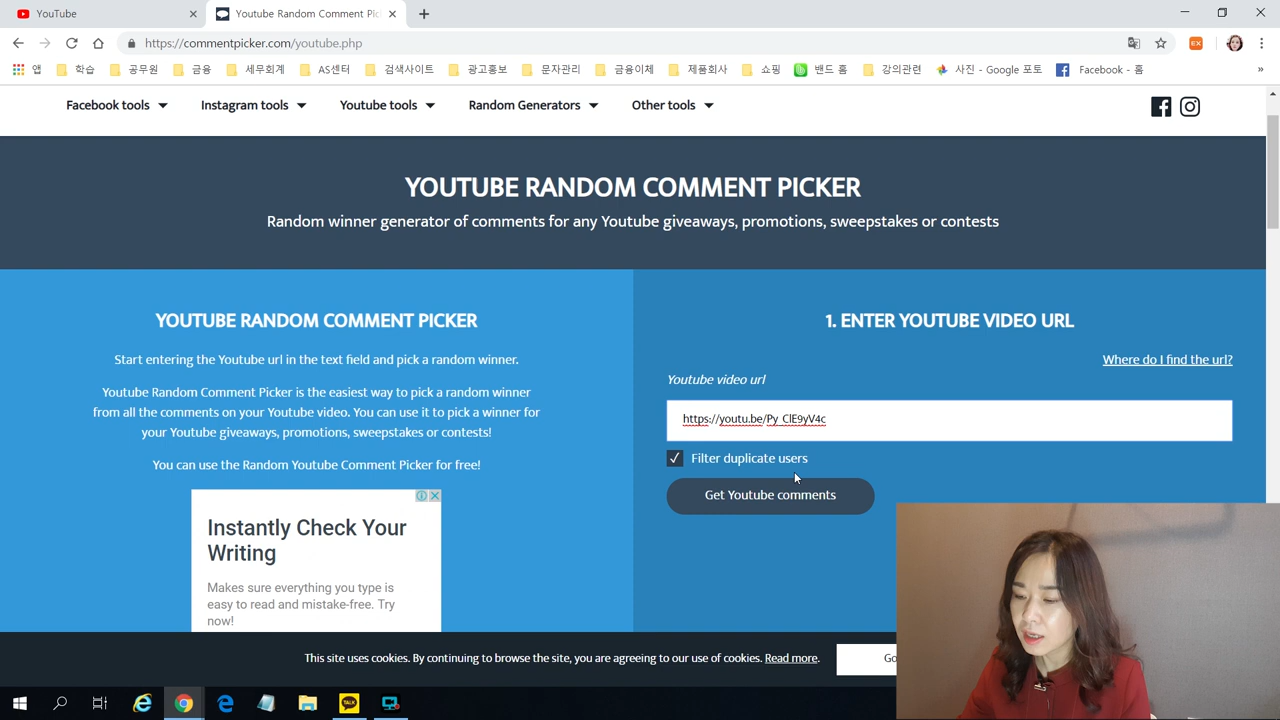 YouTube
Youtube Random Comment Pic
https://commentpicker.com/youtube.php
앱 학습 공무원 금융 세무회계 AS센터 검색사이트 광고홍보 문자관리 금융이체 제품회사 쇼핑 밴드 홈 강의관련 사진 - Google 포토 Facebook - 홈 »
Facebook tools Instagram tools Youtube tools Random Generators Other tools
YOUTUBE RANDOM COMMENT PICKER
Random winner generator of comments for any Youtube giveaways, promotions, sweepstakes or contests
YOUTUBE RANDOM COMMENT PICKER
Start entering the Youtube url in the text field and pick a random winner.
Youtube Random Comment Picker is the easiest way to pick a random winner
from all the comments on your Youtube video. You can use it to pick a winner for
your Youtube giveaways, promotions, sweepstakes or contests!
You can use the Random Youtube Comment Picker for free!
Instantly Check Your
Writing
Makes sure everything you type is
easy to read and mistake-free. Try
now!
1. ENTER YOUTUBE VIDEO URL
Where do I find the url?
Youtube video url
https://youtu.be/Py_ClE9yV4c
Filter duplicate users
Get Youtube comments
This site uses cookies. By continuing to browse the site, you are agreeing to our use of cookies. Read more.
Go
TALK